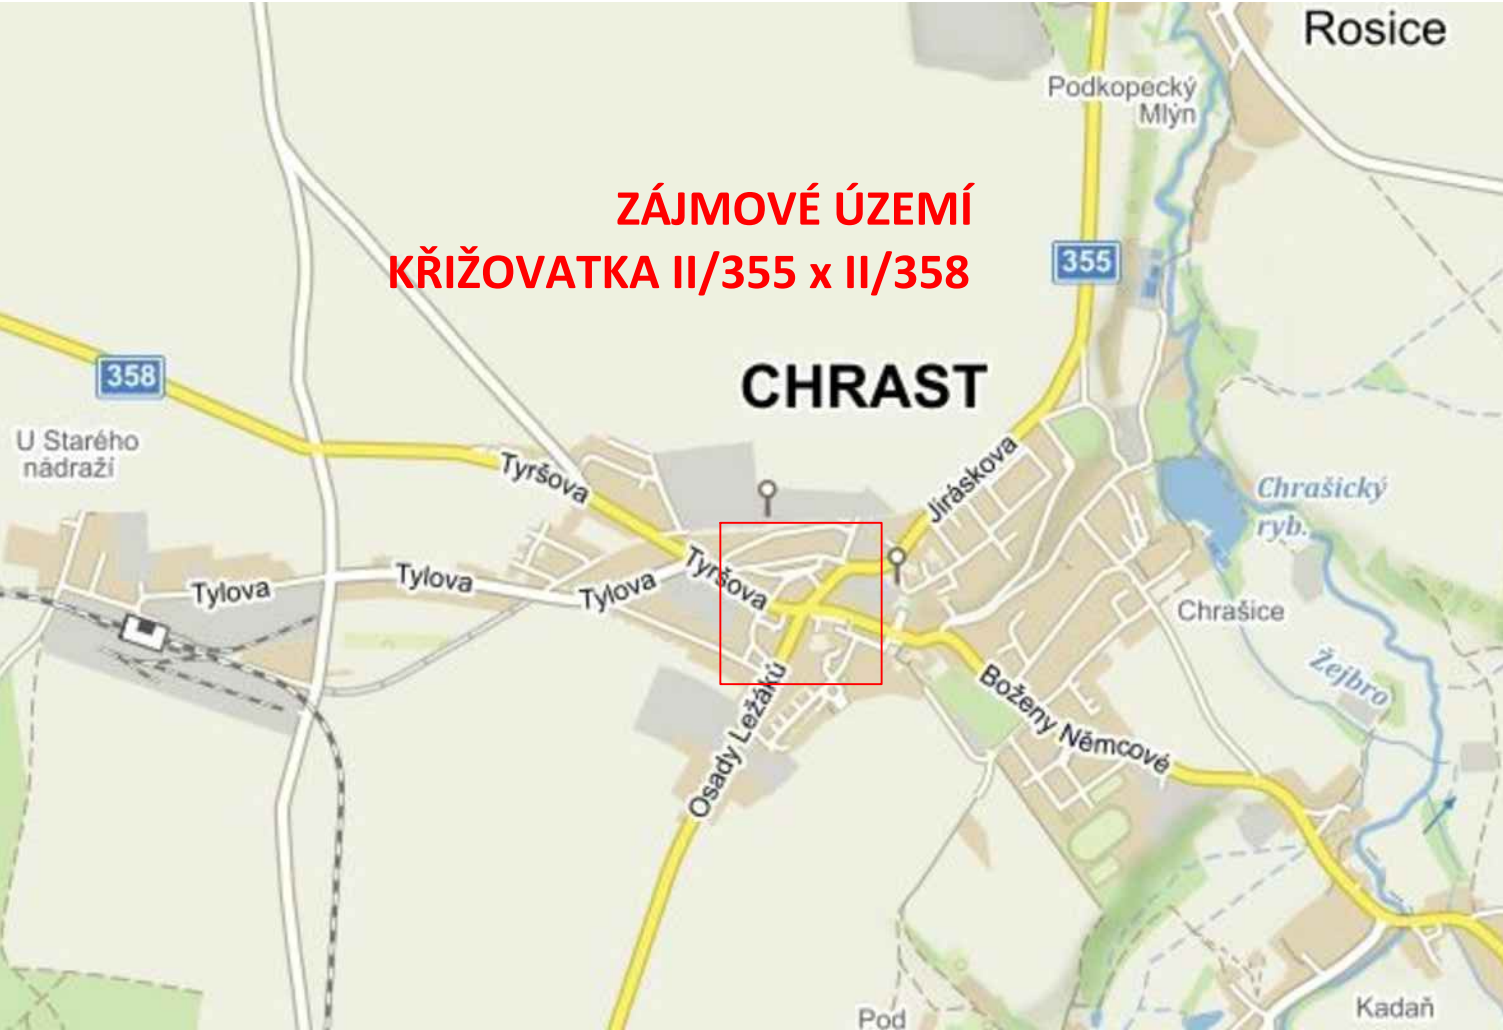 Rosice
Podkopecký
Mlýn
ZÁJMOVÉ ÚZEMÍ
KŘIŽOVATKA II/355 x II/358
355
358
CHRAST
U Starého
nádraží
Tyršova
Jiráskova
Chrašický
ryb.
Tylova
Tylova
Tylova
Tyršova
Chrašice
Žejbro
Osady Ležáků
Boženy Němcové
Kadaň
Pod